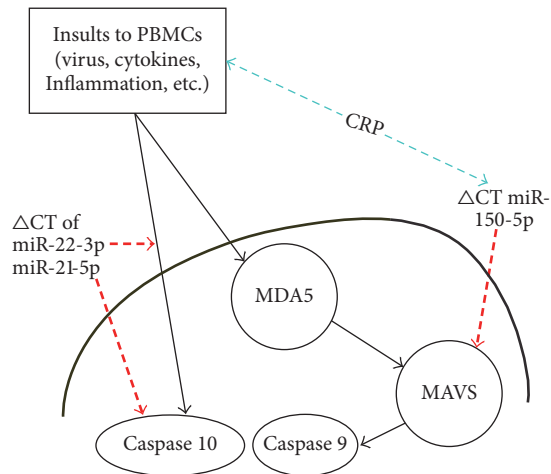 Insults to PBMCs
(virus, cytokines,
Inflammation, etc.)
CRP
△CT miR-
150-5p
△CT of
miR-22-3p
miR-21-5p
MDA5
MAVS
Caspase 10
Caspase 9